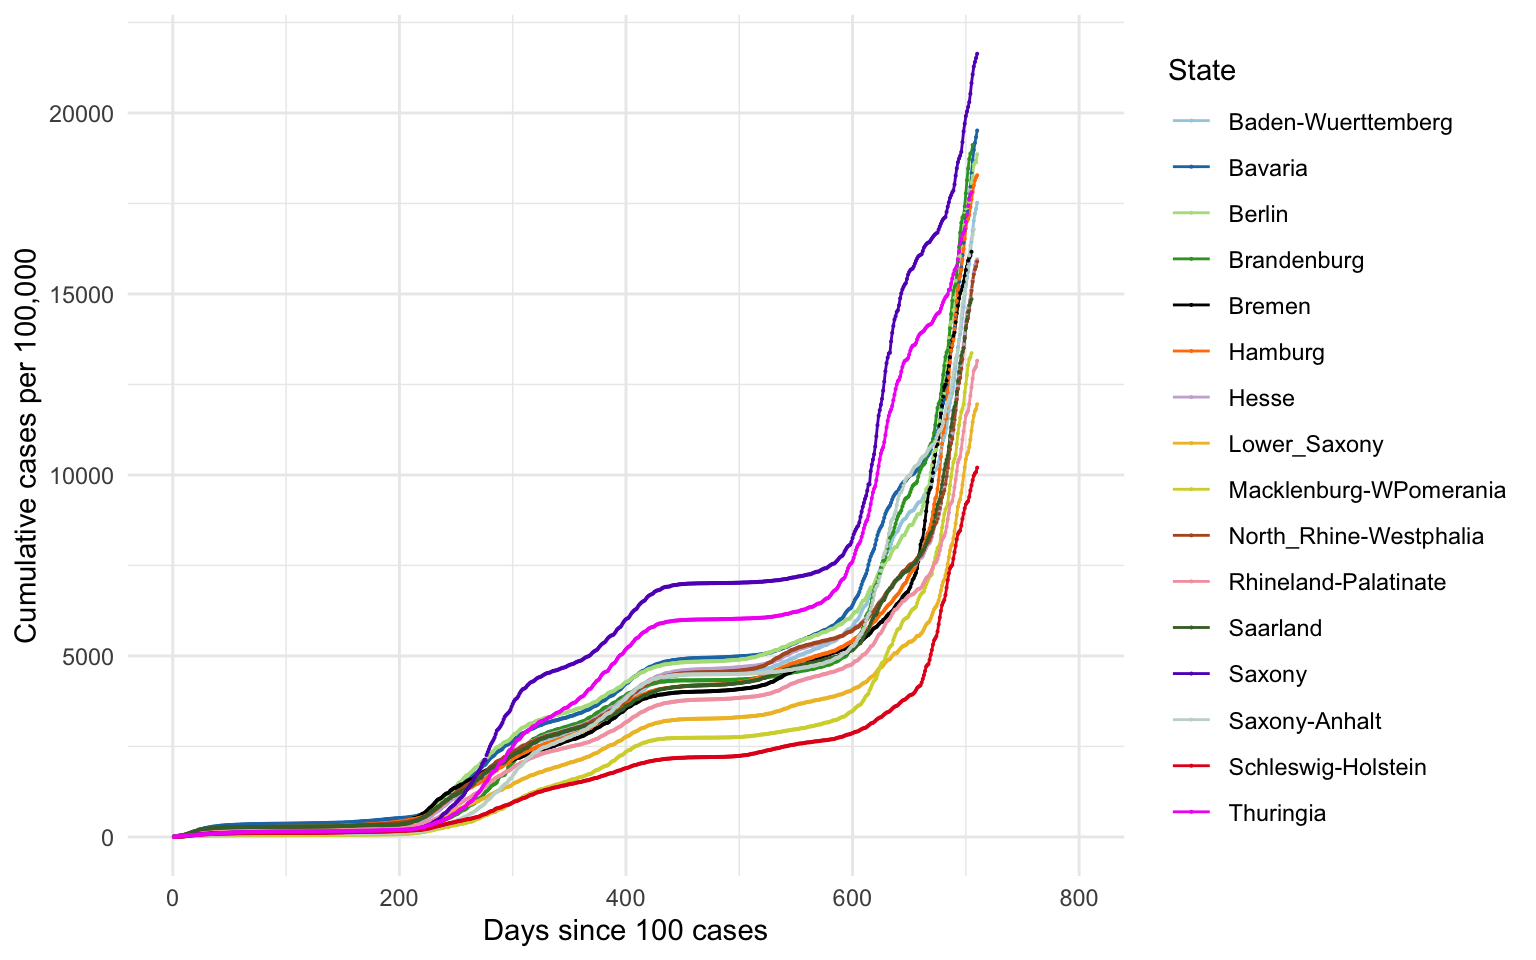 Cumulative cases per 100,000
20000
15000
10000
5000
0
0 200 400 600 800
Days since 100 cases
State
Baden-Wuerttemberg
Bavaria
Berlin
Brandenburg
Bremen
Hamburg
Hesse
Lower_Saxony
Macklenburg-WPomerania
North_Rhine-Westphalia
Rhineland-Palatinate
Saarland
Saxony
Saxony-Anhalt
Schleswig-Holstein
Thuringia